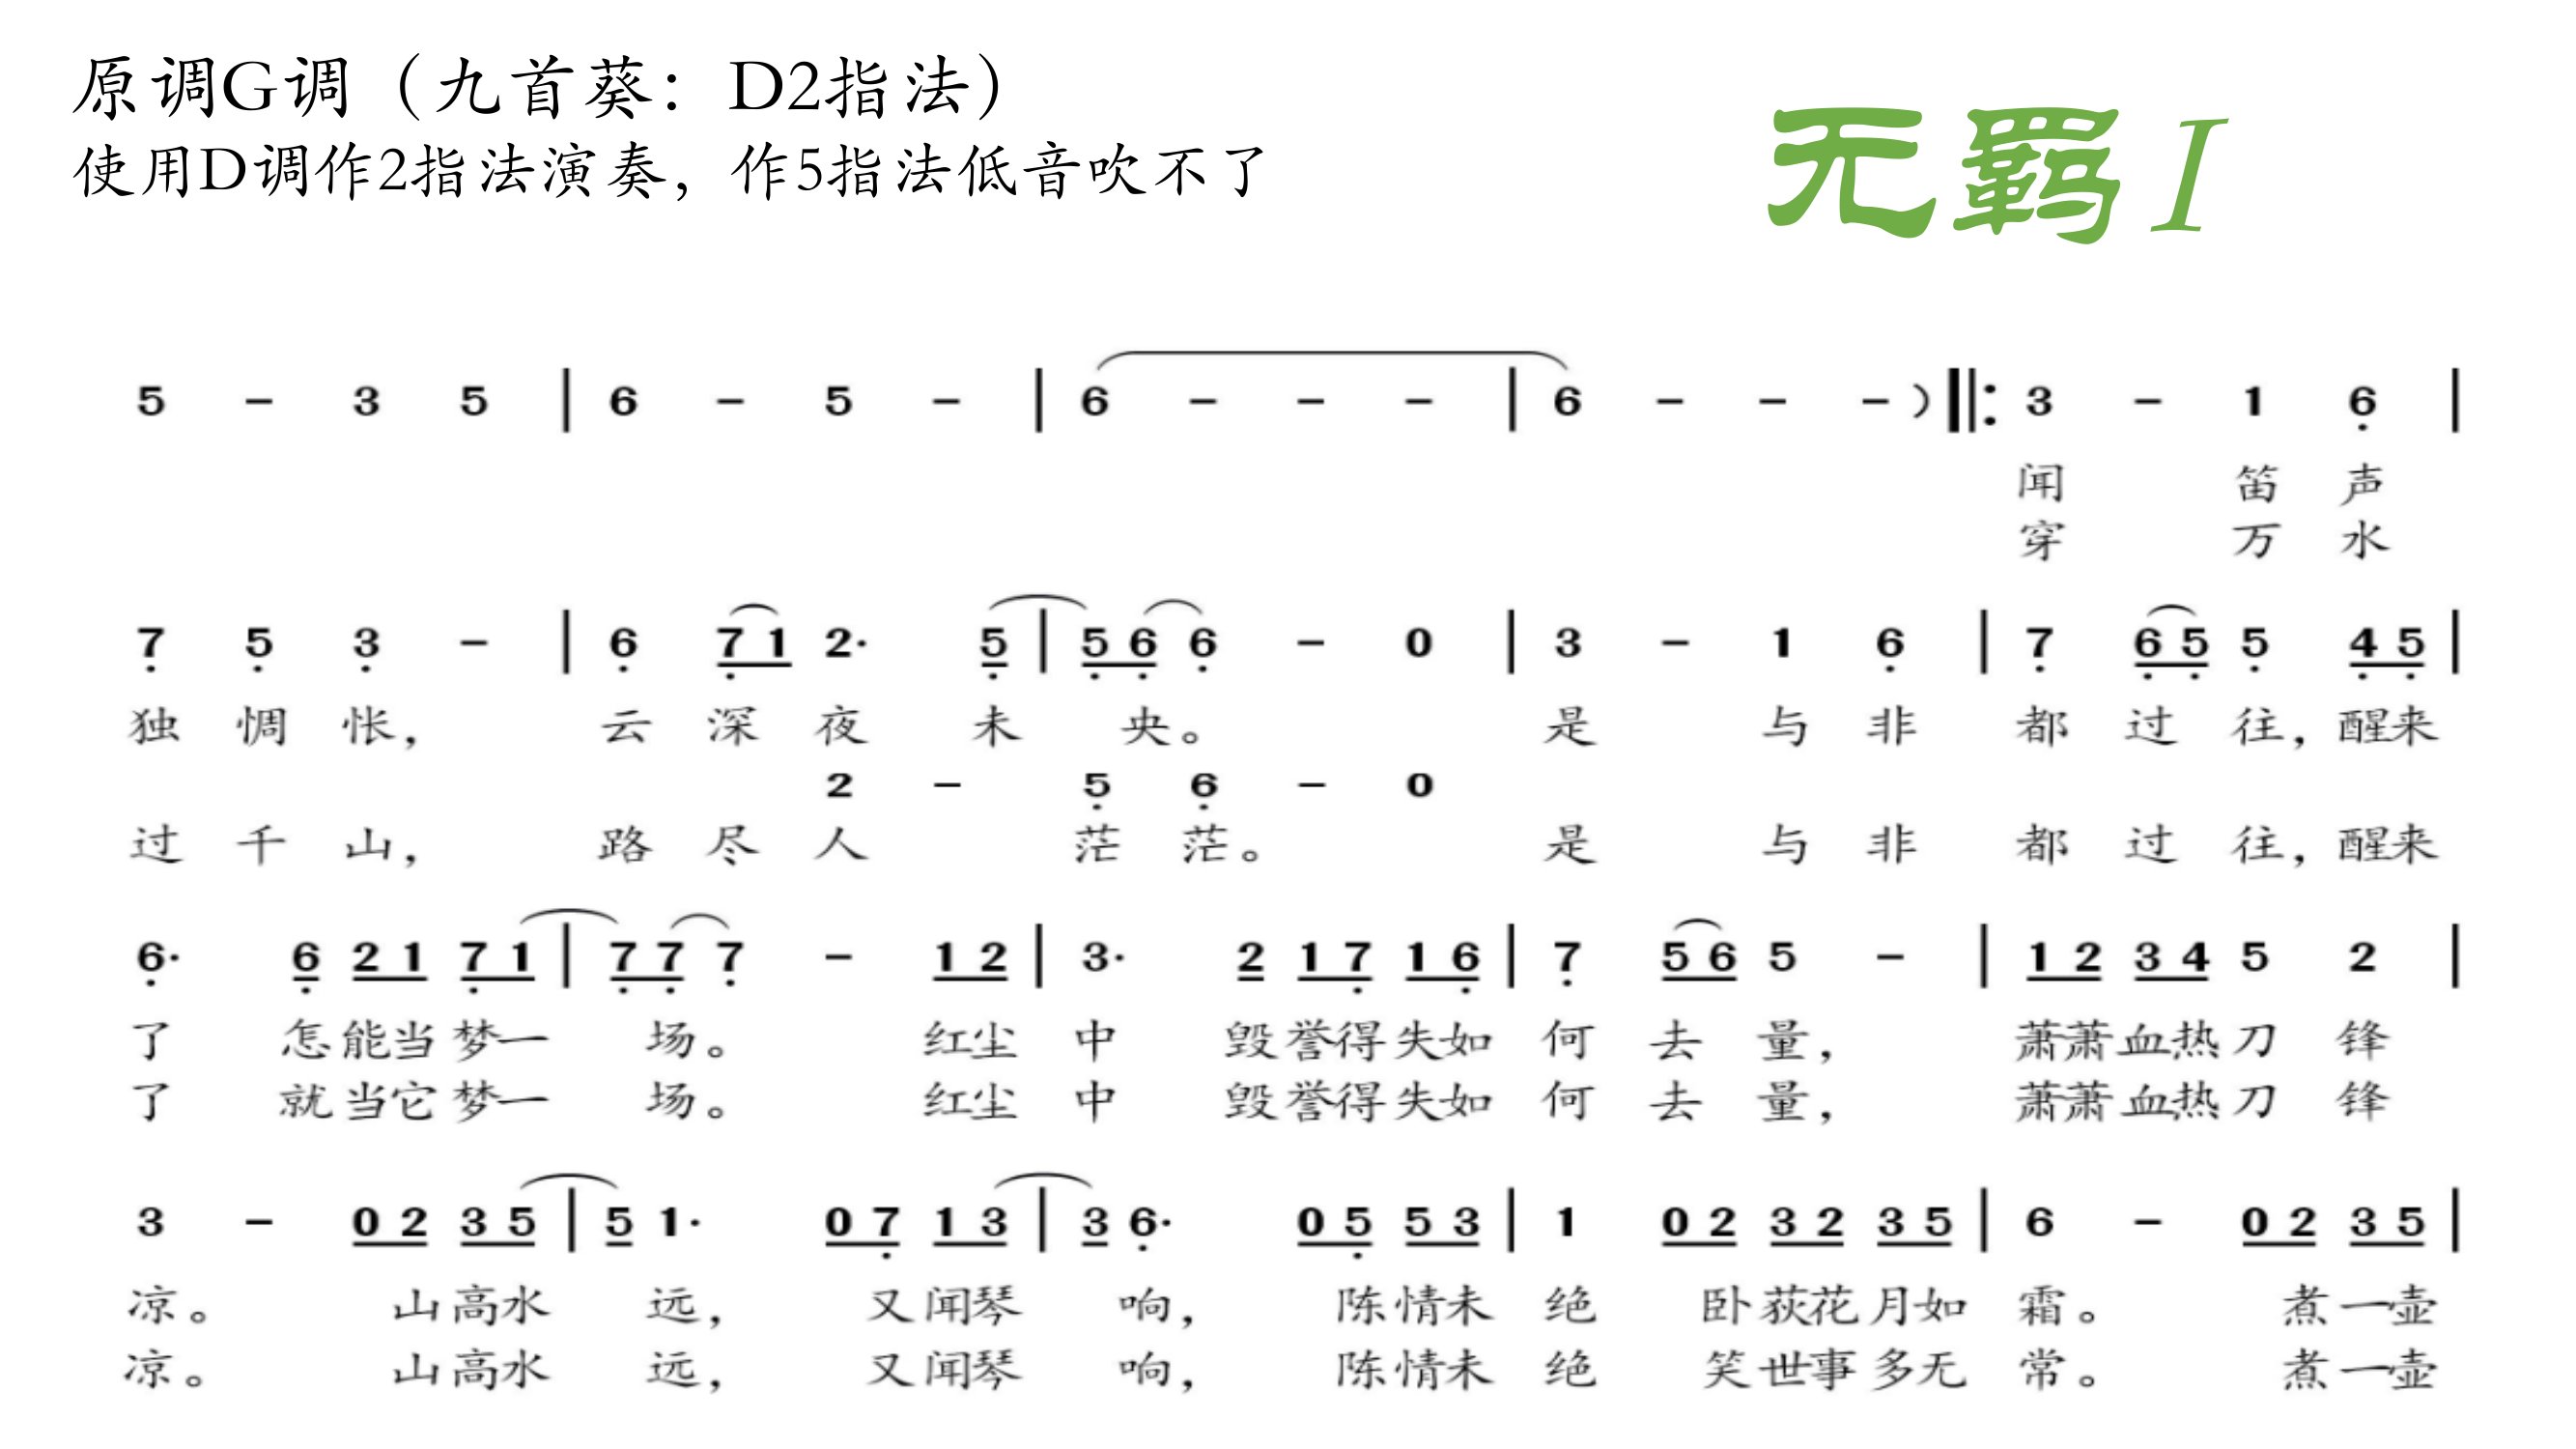 原调G调（九首葵：D2指法）
使用D调作2指法演奏，作5指法低音吹不了
无羁 I
5 – 3 5 | 6 – 5 – | 6 – – – | 6 – – – ) ‖: 3 – 1 6̣ |
闻 笛 声
穿 万 水
7̣ 5̣ 3̣ – | 6̣ 7̣ 1 2· 5̣ | 5̣ 6̣ 6̣ – 0 | 3 – 1 6̣ | 7̣ 6̣ 5̣ 5̣ 4̣ 5̣ |
独 惆 怅， 云 深 夜 未 央。 是 与 非 都 过 往，醒来
2 – 5̣ 6̣ – 0
过 千 山， 路 尽 人 茫 茫。 是 与 非 都 过 往，醒来
6̣· 6̣ 2 1 7̣ 1 | 7̣ 7̣ 7̣ – 1 2 | 3· 2 1 7̣ 1 6̣ | 7̣ 5 6 5 – | 1 2 3 4 5 2 |
了 怎能当梦一 场。 红尘 中 毁誉得失如 何 去 量， 萧萧血热刀 锋
了 就当它梦一 场。 红尘 中 毁誉得失如 何 去 量， 萧萧血热刀 锋
3 – 0 2 3 5 | 5 1· 0 7̣ 1 3 | 3 6̣· 0 5̣ 5 3 | 1 0 2 3 2 3 5 | 6 – 0 2 3 5 |
凉。 山高水 远， 又闻琴 响， 陈情未 绝 卧荻花月如 霜。 煮一壶
凉。 山高水 远， 又闻琴 响， 陈情未 绝 笑世事多无 常。 煮一壶